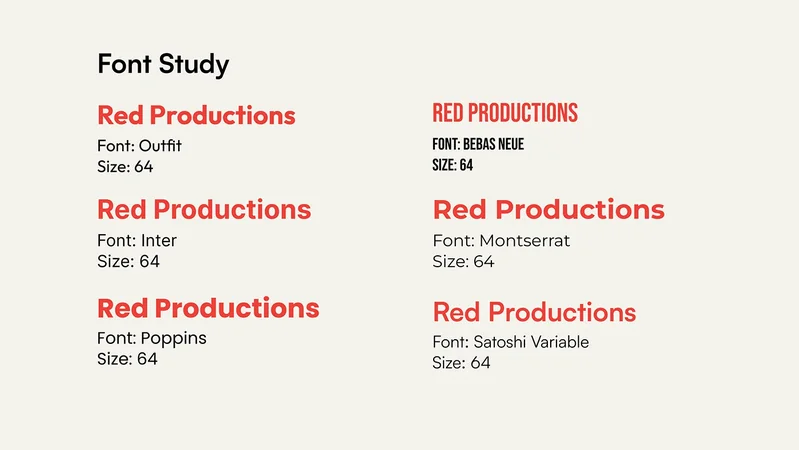 Font Study
Red Productions
Font: Outfit
Size: 64
RED PRODUCTIONS
FONT: BEBAS NEUE
SIZE: 64
Red Productions
Font: Inter
Size: 64
Red Productions
Font: Montserrat
Size: 64
Red Productions
Font: Poppins
Size: 64
Red Productions
Font: Satoshi Variable
Size: 64